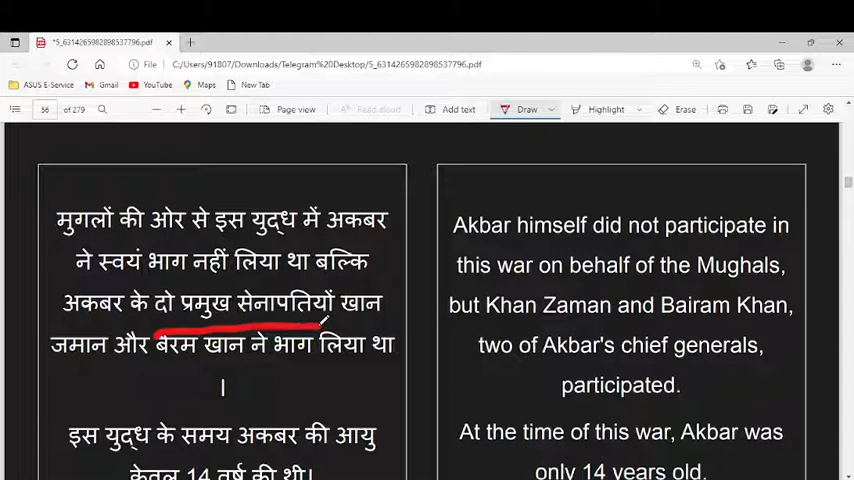 *5_6314265982898537796.pdf
File C:/Users/91807/Downloads/Telegram%20Desktop/5_6314265982898537796.pdf
ASUS E-Service Gmail YouTube Maps New Tab
56 of 279 Page view Read aloud Add text Draw Highlight Erase
मुगलों की ओर से इस युद्ध में अकबर
ने स्वयं भाग नहीं लिया था बल्कि
अकबर के दो प्रमुख सेनापतियों खान
जमान और बैरम खान ने भाग लिया था
।
इस युद्ध के समय अकबर की आयु
केवल 14 वर्ष की थी।
Akbar himself did not participate in
this war on behalf of the Mughals,
but Khan Zaman and Bairam Khan,
two of Akbar's chief generals,
participated.
At the time of this war, Akbar was
only 14 years old.